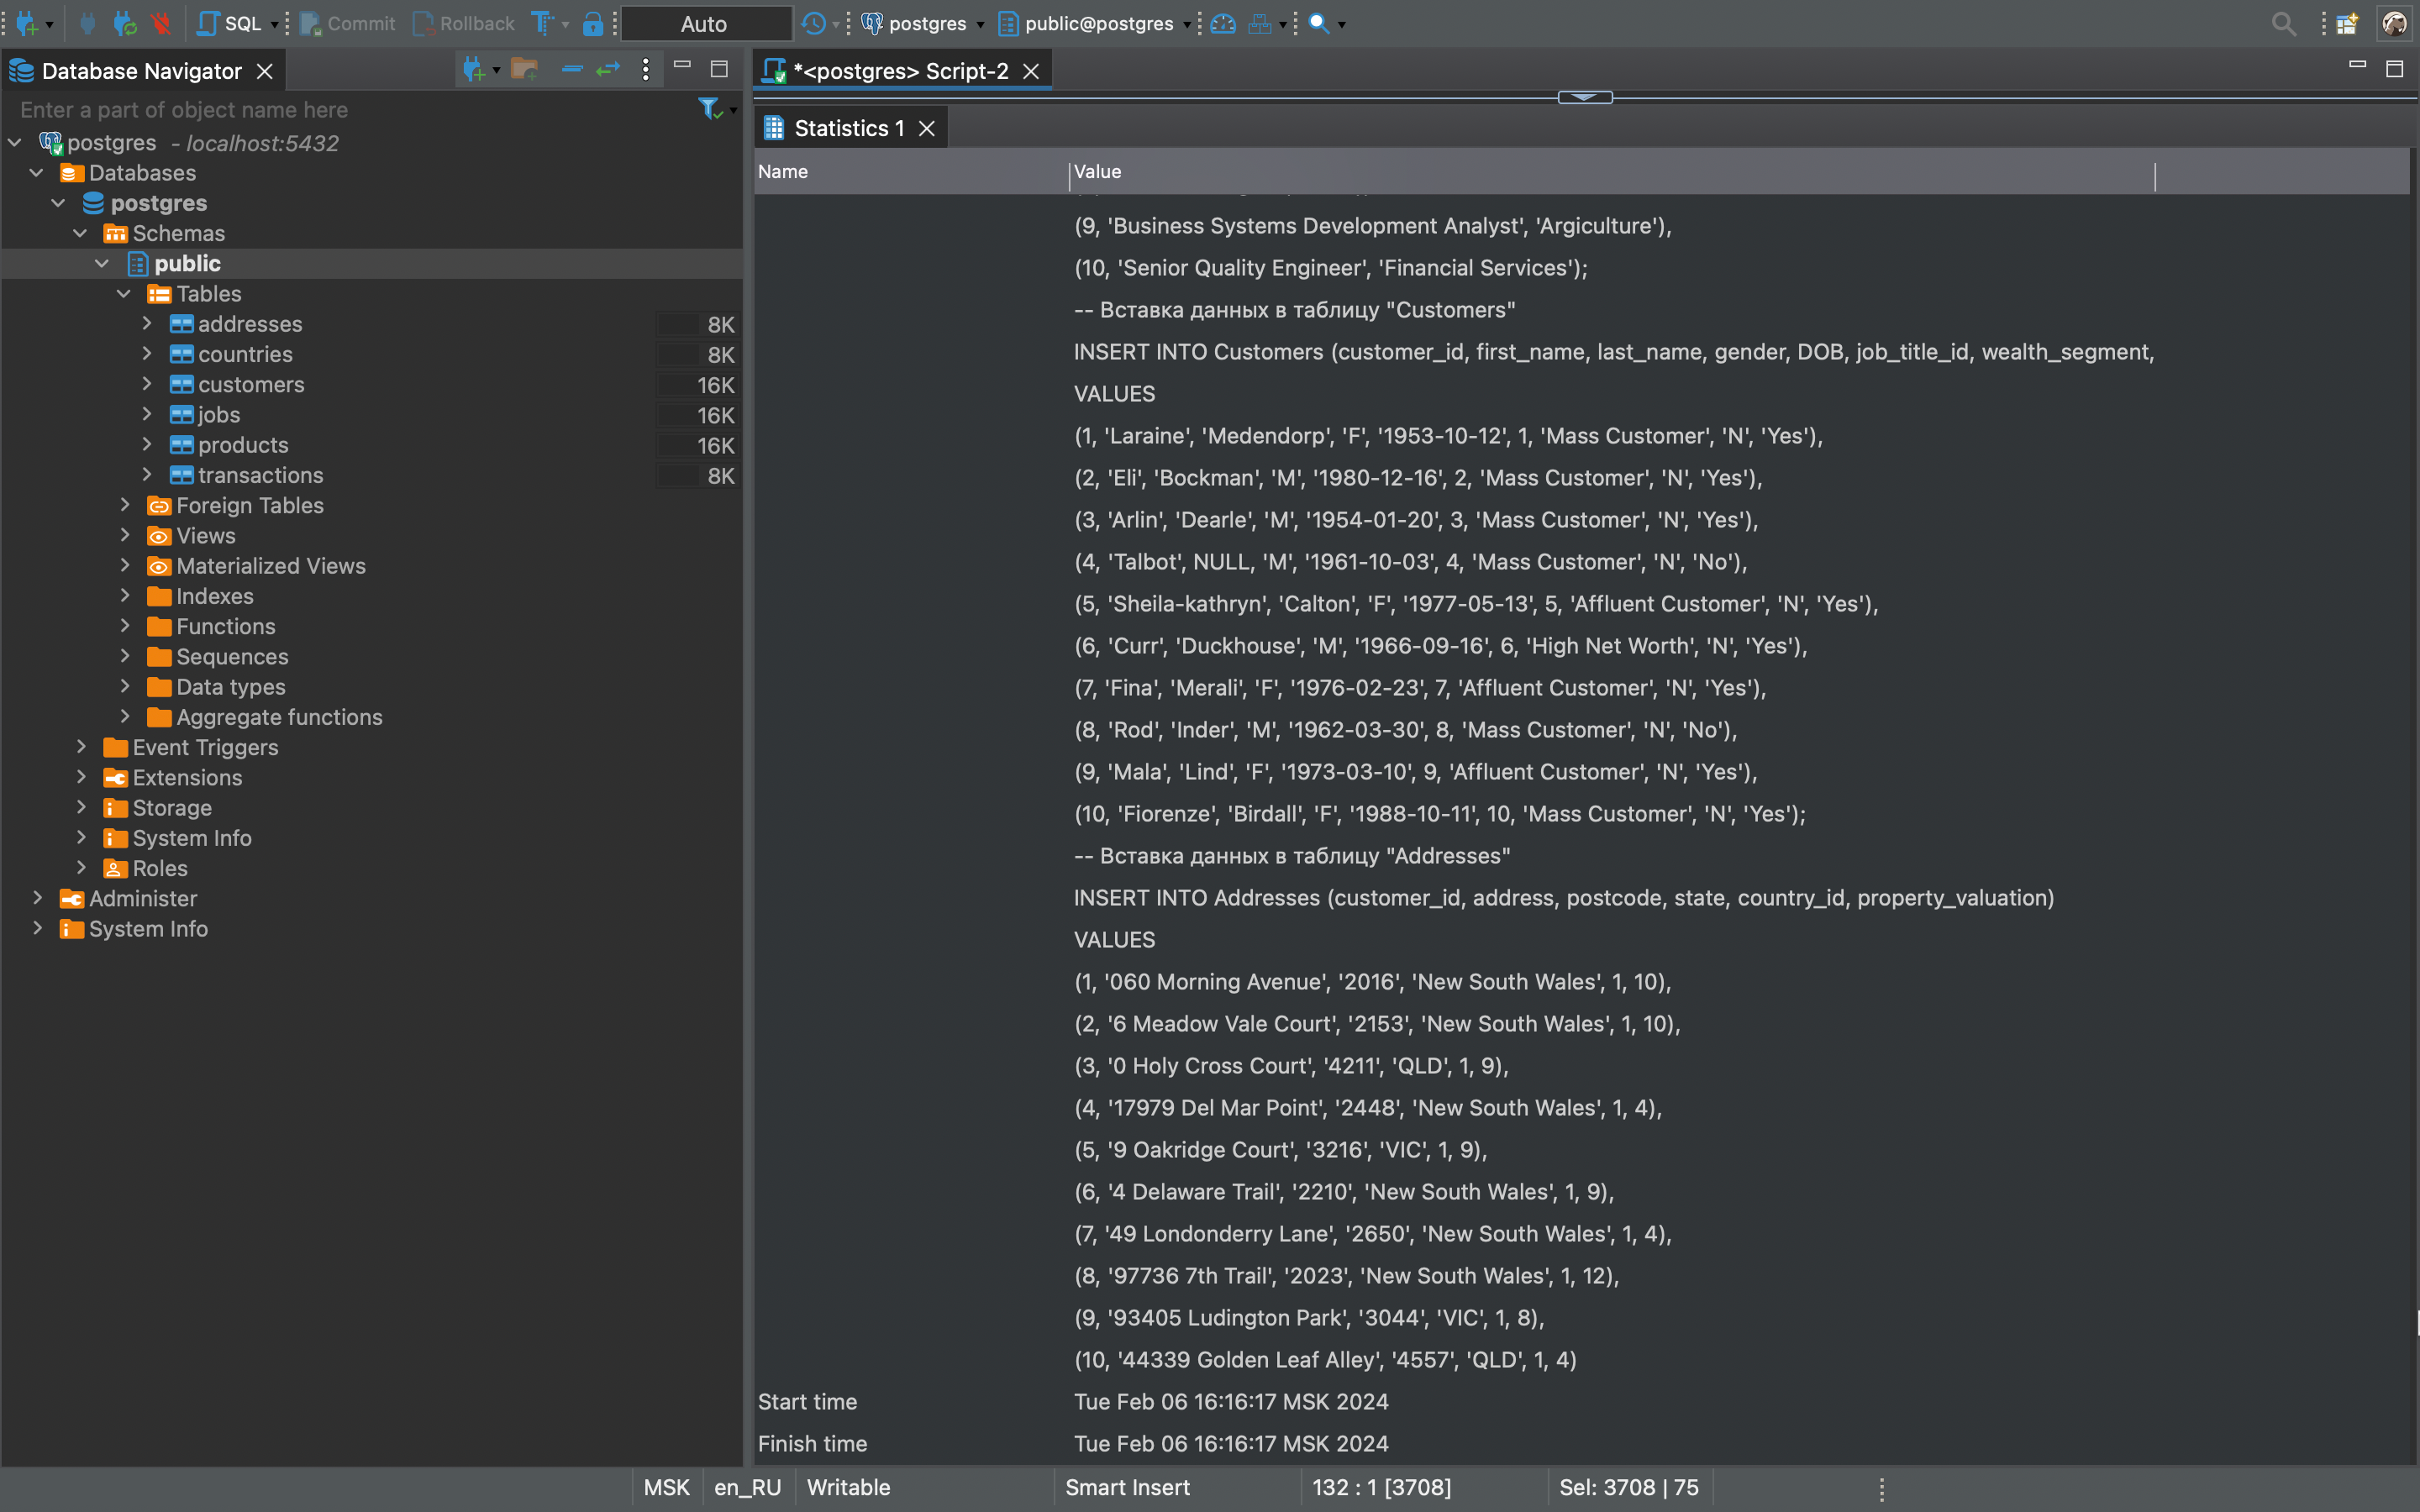 SQL
Commit
Rollback
Auto
postgres
public@postgres
Database Navigator
*<postgres> Script-2
Enter a part of object name here
postgres - localhost:5432
Databases
postgres
Schemas
public
Tables
addresses 8K
countries 8K
customers 16K
jobs 16K
products 16K
transactions 8K
Foreign Tables
Views
Materialized Views
Indexes
Functions
Sequences
Data types
Aggregate functions
Event Triggers
Extensions
Storage
System Info
Roles
Administer
System Info
Statistics 1
Name Value
(9, 'Business Systems Development Analyst', 'Argiculture'),
(10, 'Senior Quality Engineer', 'Financial Services');
-- Вставка данных в таблицу "Customers"
INSERT INTO Customers (customer_id, first_name, last_name, gender, DOB, job_title_id, wealth_segment,
VALUES
(1, 'Laraine', 'Medendorp', 'F', '1953-10-12', 1, 'Mass Customer', 'N', 'Yes'),
(2, 'Eli', 'Bockman', 'M', '1980-12-16', 2, 'Mass Customer', 'N', 'Yes'),
(3, 'Arlin', 'Dearle', 'M', '1954-01-20', 3, 'Mass Customer', 'N', 'Yes'),
(4, 'Talbot', NULL, 'M', '1961-10-03', 4, 'Mass Customer', 'N', 'No'),
(5, 'Sheila-kathryn', 'Calton', 'F', '1977-05-13', 5, 'Affluent Customer', 'N', 'Yes'),
(6, 'Curr', 'Duckhouse', 'M', '1966-09-16', 6, 'High Net Worth', 'N', 'Yes'),
(7, 'Fina', 'Merali', 'F', '1976-02-23', 7, 'Affluent Customer', 'N', 'Yes'),
(8, 'Rod', 'Inder', 'M', '1962-03-30', 8, 'Mass Customer', 'N', 'No'),
(9, 'Mala', 'Lind', 'F', '1973-03-10', 9, 'Affluent Customer', 'N', 'Yes'),
(10, 'Fiorenze', 'Birdall', 'F', '1988-10-11', 10, 'Mass Customer', 'N', 'Yes');
-- Вставка данных в таблицу "Addresses"
INSERT INTO Addresses (customer_id, address, postcode, state, country_id, property_valuation)
VALUES
(1, '060 Morning Avenue', '2016', 'New South Wales', 1, 10),
(2, '6 Meadow Vale Court', '2153', 'New South Wales', 1, 10),
(3, '0 Holy Cross Court', '4211', 'QLD', 1, 9),
(4, '17979 Del Mar Point', '2448', 'New South Wales', 1, 4),
(5, '9 Oakridge Court', '3216', 'VIC', 1, 9),
(6, '4 Delaware Trail', '2210', 'New South Wales', 1, 9),
(7, '49 Londonderry Lane', '2650', 'New South Wales', 1, 4),
(8, '97736 7th Trail', '2023', 'New South Wales', 1, 12),
(9, '93405 Ludington Park', '3044', 'VIC', 1, 8),
(10, '44339 Golden Leaf Alley', '4557', 'QLD', 1, 4)
Start time Tue Feb 06 16:16:17 MSK 2024
Finish time Tue Feb 06 16:16:17 MSK 2024
MSK en_RU Writable Smart Insert 132 : 1 [3708] Sel: 3708 | 75